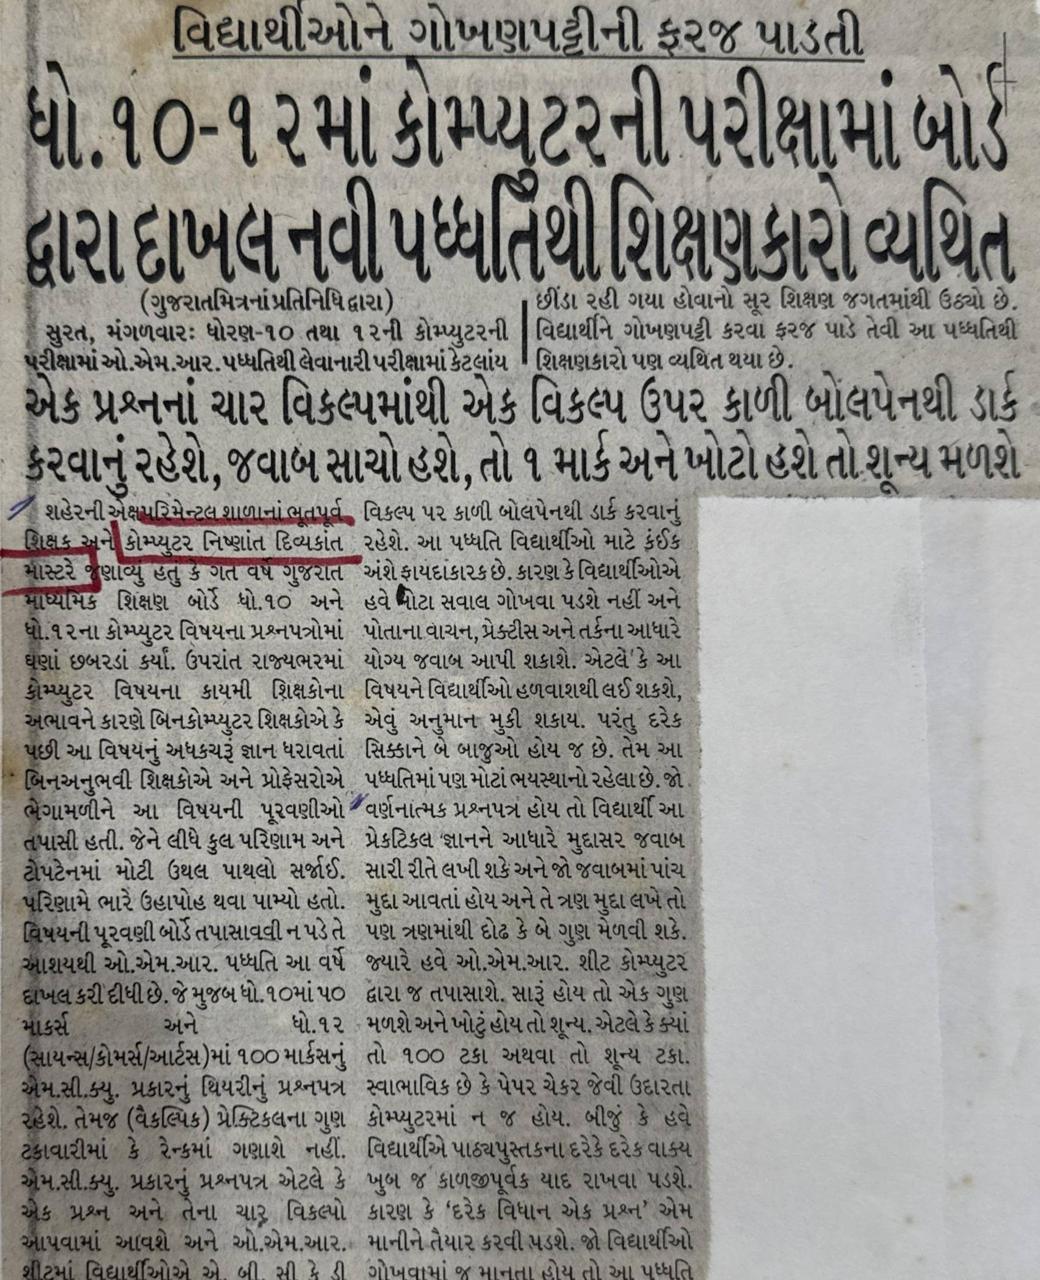 વિદ્યાર્થીઓને ગોખણપટ્ટીની ફરજ પાડતી
ધો.૧૦-૧૨માં કોમ્પ્યુટરની પરીક્ષામાં બોર્ડ
દ્વારા દાખલ નવી પધ્ધતિથી શિક્ષણકારો વ્યથિત
(ગુજરાતમિત્રનાં પ્રતિનિધિ દ્વારા)
સુરત, મંગળવારઃ ધોરણ-૧૦ તથા ૧૨ની કોમ્પ્યુટરની
પરીક્ષામાં ઓ.એમ.આર. પધ્ધતિથી લેવાનારી પરીક્ષામાં કેટલાંય
છીંડા રહી ગયા હોવાનો સૂર શિક્ષણ જગતમાંથી ઉઠ્યો છે.
વિદ્યાર્થીને ગોખણપટ્ટી કરવા ફરજ પાડે તેવી આ પધ્ધતિથી
શિક્ષણકારો પણ વ્યથિત થયા છે.
એક પ્રશ્નનાં ચાર વિકલ્પમાંથી એક વિકલ્પ ઉપર કાળી બોલપેનથી ડાર્ક
કરવાનું રહેશે, જવાબ સાચો હશે, તો ૧ માર્ક અને ખોટો હશે તો શૂન્ય મળશે
શહેરની એક્ષપરિમેન્ટલ શાળાનાં ભૂતપૂર્વ
શિક્ષક અને કોમ્પ્યુટર નિષ્ણાંત દિવ્યકાંત
માસ્ટરે જણાવ્યું હતું કે ગત વર્ષે ગુજરાત
માધ્યમિક શિક્ષણ બોર્ડે ધો.૧૦ અને
ધો.૧૨ના કોમ્પ્યુટર વિષયના પ્રશ્નપત્રોમાં
ઘણાં છબરડાં કર્યાં. ઉપરાંત રાજ્યભરમાં
કોમ્પ્યુટર વિષયના કાયમી શિક્ષકોના
અભાવને કારણે બિનકોમ્પ્યુટર શિક્ષકોએ કે
પછી આ વિષયનું અધકચરૂં જ્ઞાન ધરાવતાં
બિનઅનુભવી શિક્ષકોએ અને પ્રોફેસરોએ
ભેગામળીને આ વિષયની પૂરવણીઓ
તપાસી હતી. જેને લીધે કુલ પરિણામ અને
ટોપટેનમાં મોટી ઉથલ પાથલો સર્જાઈ.
પરિણામે ભારે ઉહાપોહ થવા પામ્યો હતો.
વિષયની પૂરવણી બોર્ડે તપાસાવવી ન પડે તે
આશયથી ઓ.એમ.આર. પધ્ધતિ આ વર્ષે
દાખલ કરી દીધી છે. જે મુજબ ધો.૧૦માં ૫૦
માકર્સ અને ધો.૧૨
(સાયન્સ/કોમર્સ/આર્ટસ)માં ૧૦૦ માર્કસનું
એમ.સી.ક્યુ. પ્રકારનું થિયરીનું પ્રશ્નપત્ર
રહેશે. તેમજ (વૈકલ્પિક) પ્રેક્ટિકલના ગુણ
ટકાવારીમાં કે રેન્કમાં ગણાશે નહીં.
એમ.સી.ક્યુ. પ્રકારનું પ્રશ્નપત્ર એટલે કે
એક પ્રશ્ન અને તેના ચાર વિકલ્પો
આપવામાં આવશે અને ઓ.એમ.આર.
શીટમાં વિદ્યાર્થીઓએ એ. બી. સી કે ડી
વિકલ્પ પર કાળી બોલપેનથી ડાર્ક કરવાનું
રહેશે. આ પધ્ધતિ વિદ્યાર્થીઓ માટે કંઈક
અંશે ફાયદાંકારક છે. કારણ કે વિદ્યાર્થીઓએ
હવે મોટા સવાલ ગોખવા પડશે નહીં અને
પોતાના વાચન, પ્રેક્ટીસ અને તર્કના આધારે
યોગ્ય જવાબ આપી શકાશે. એટલે કે આ
વિષયને વિદ્યાર્થીઓ હળવાશથી લઈ શકશે,
એવું અનુમાન મુકી શકાય. પરંતુ દરેક
સિક્કાને બે બાજુઓ હોય જ છે. તેમ આ
પધ્ધતિમાં પણ મોટાં ભયસ્થાનો રહેલા છે. જો
વર્ણનાત્મક પ્રશ્નપત્ર હોય તો વિદ્યાર્થી આ
પ્રેકટિકલ જ્ઞાનને આધારે મુદ્દાસર જવાબ
સારી રીતે લખી શકે અને જો જવાબમાં પાંચ
મુદ્દા આવતાં હોય અને તે ત્રણ મુદ્દા લખે તો
પણ ત્રણમાંથી દોઢ કે બે ગુણ મેળવી શકે.
જ્યારે હવે ઓ.એમ.આર. શીટ કોમ્પ્યુટર
દ્વારા જ તપાસાશે. સારૂં હોય તો એક ગુણ
મળશે અને ખોટું હોય તો શૂન્ય. એટલે કે ક્યાં
તો ૧૦૦ ટકા અથવા તો શૂન્ય ટકા.
સ્વાભાવિક છે કે પેપર ચેકર જેવી ઉદારતા
કોમ્પ્યુટરમાં ન જ હોય. બીજું કે હવે
વિદ્યાર્થીએ પાઠ્યપુસ્તકના દરેકે દરેક વાક્ય
ખુબ જ કાળજીપૂર્વક યાદ રાખવા પડશે.
કારણ કે 'દરેક વિધાન એક પ્રશ્ન' એમ
માનીને તૈયાર કરવી પડશે. જો વિદ્યાર્થીઓ
ગોખવામાં જ માનતા હોય તો આ પધ્ધતિ